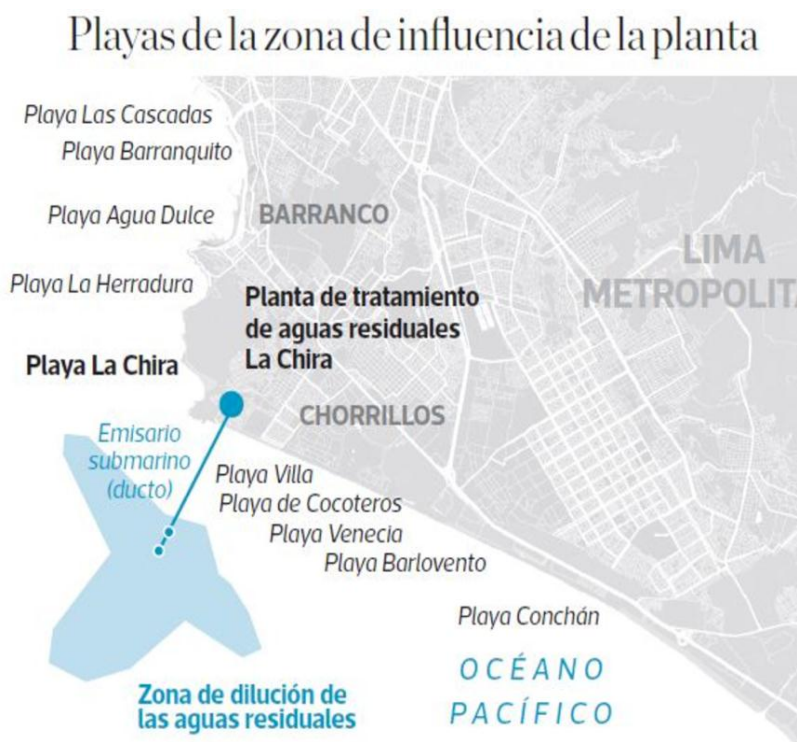 Playas de la zona de influencia de la planta
Playa Las Cascadas
Playa Barranquito
Playa Agua Dulce
BARRANCO
LIMA
METROPOLITA
Playa La Herradura
Planta de tratamiento
de aguas residuales
La Chira
Playa La Chira
CHORRILLOS
Emisario
submarino
(ducto)
Playa Villa
Playa de Cocoteros
Playa Venecia
Playa Barlovento
Playa Conchán
OCÉANO
PACÍFICO
Zona de dilución de
las aguas residuales